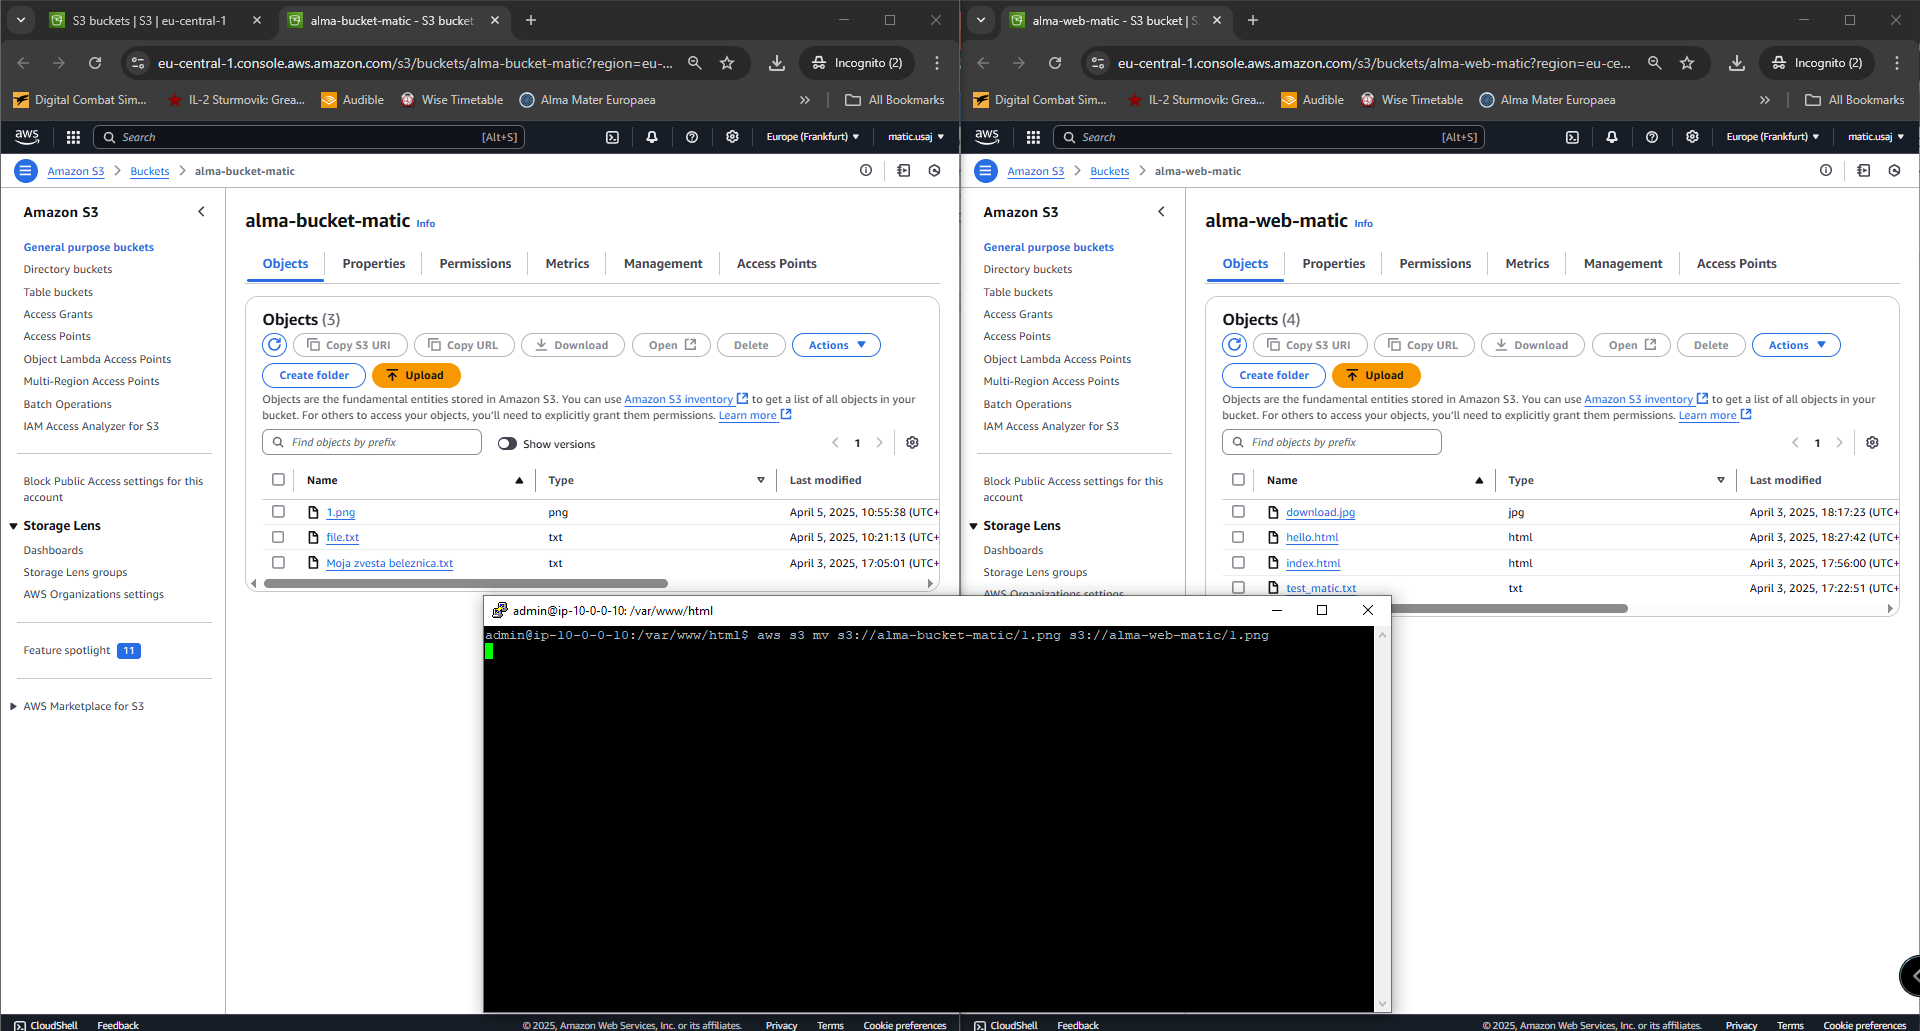 S3 buckets | S3 | eu-central-1
alma-bucket-matic - S3 bucket
eu-central-1.console.aws.amazon.com/s3/buckets/alma-bucket-matic?region=eu-...
Incognito (2)
Digital Combat Sim...
IL-2 Sturmovik: Grea...
Audible
Wise Timetable
Alma Mater Europaea
All Bookmarks
aws
Search
[Alt+S]
Europe (Frankfurt)
matic.usaj
Amazon S3
Buckets
alma-bucket-matic
Amazon S3
General purpose buckets
Directory buckets
Table buckets
Access Grants
Access Points
Object Lambda Access Points
Multi-Region Access Points
Batch Operations
IAM Access Analyzer for S3
Block Public Access settings for this
account
Storage Lens
Dashboards
Storage Lens groups
AWS Organizations settings
Feature spotlight 11
AWS Marketplace for S3
alma-bucket-matic Info
Objects
Properties
Permissions
Metrics
Management
Access Points
Objects (3)
Copy S3 URI
Copy URL
Download
Open
Delete
Actions
Create folder
Upload
Objects are the fundamental entities stored in Amazon S3. You can use Amazon S3 inventory to get a list of all objects in your
bucket. For others to access your objects, you'll need to explicitly grant them permissions. Learn more
Find objects by prefix
Show versions
1
Name Type Last modified
1.png png April 5, 2025, 10:55:38 (UTC+
file.txt txt April 5, 2025, 10:21:13 (UTC+
Moja zvesta beleznica.txt txt April 3, 2025, 17:05:01 (UTC+
CloudShell
Feedback
© 2025, Amazon Web Services, Inc. or its affiliates.
Privacy
Terms
Cookie preferences
alma-web-matic - S3 bucket | S
eu-central-1.console.aws.amazon.com/s3/buckets/alma-web-matic?region=eu-ce...
Incognito (2)
Digital Combat Sim...
IL-2 Sturmovik: Grea...
Audible
Wise Timetable
Alma Mater Europaea
All Bookmarks
aws
Search
[Alt+S]
Europe (Frankfurt)
matic.usaj
Amazon S3
Buckets
alma-web-matic
Amazon S3
General purpose buckets
Directory buckets
Table buckets
Access Grants
Access Points
Object Lambda Access Points
Multi-Region Access Points
Batch Operations
IAM Access Analyzer for S3
Block Public Access settings for this
account
Storage Lens
Dashboards
Storage Lens groups
AWS Organizations settings
alma-web-matic Info
Objects
Properties
Permissions
Metrics
Management
Access Points
Objects (4)
Copy S3 URI
Copy URL
Download
Open
Delete
Actions
Create folder
Upload
Objects are the fundamental entities stored in Amazon S3. You can use Amazon S3 inventory to get a list of all objects in your
bucket. For others to access your objects, you'll need to explicitly grant them permissions. Learn more
Find objects by prefix
1
Name Type Last modified
download.jpg jpg April 3, 2025, 18:17:23 (UTC+
hello.html html April 3, 2025, 18:27:42 (UTC+
index.html html April 3, 2025, 17:56:00 (UTC+
test_matic.txt txt April 3, 2025, 17:22:51 (UTC+
CloudShell
Feedback
© 2025, Amazon Web Services, Inc. or its affiliates.
Privacy
Terms
Cookie preferences
admin@ip-10-0-0-10: /var/www/html
admin@ip-10-0-0-10:/var/www/html$ aws s3 mv s3://alma-bucket-matic/1.png s3://alma-web-matic/1.png